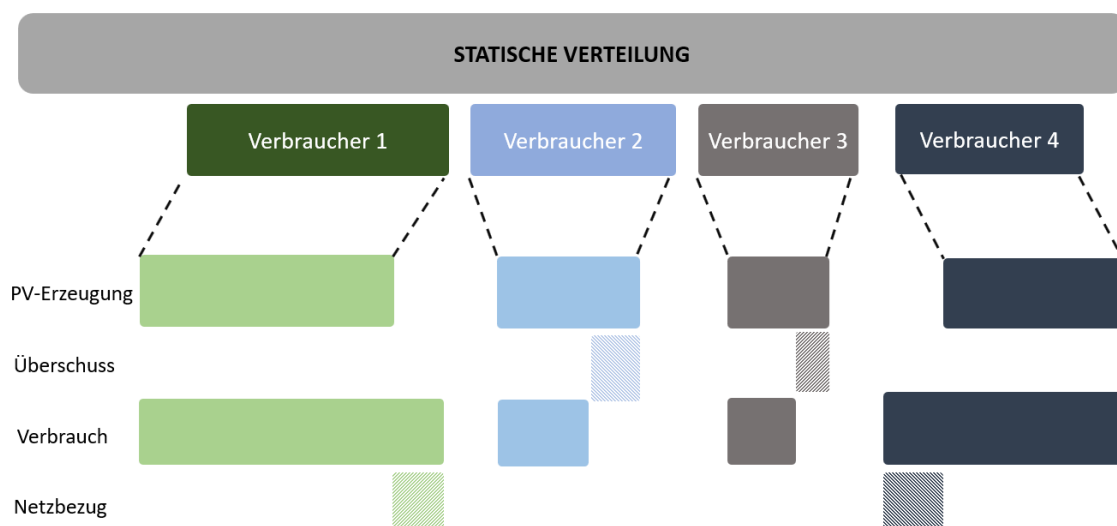 STATISCHE VERTEILUNG
Verbraucher 1
Verbraucher 2
Verbraucher 3
Verbraucher 4
PV-Erzeugung
Überschuss
Verbrauch
Netzbezug